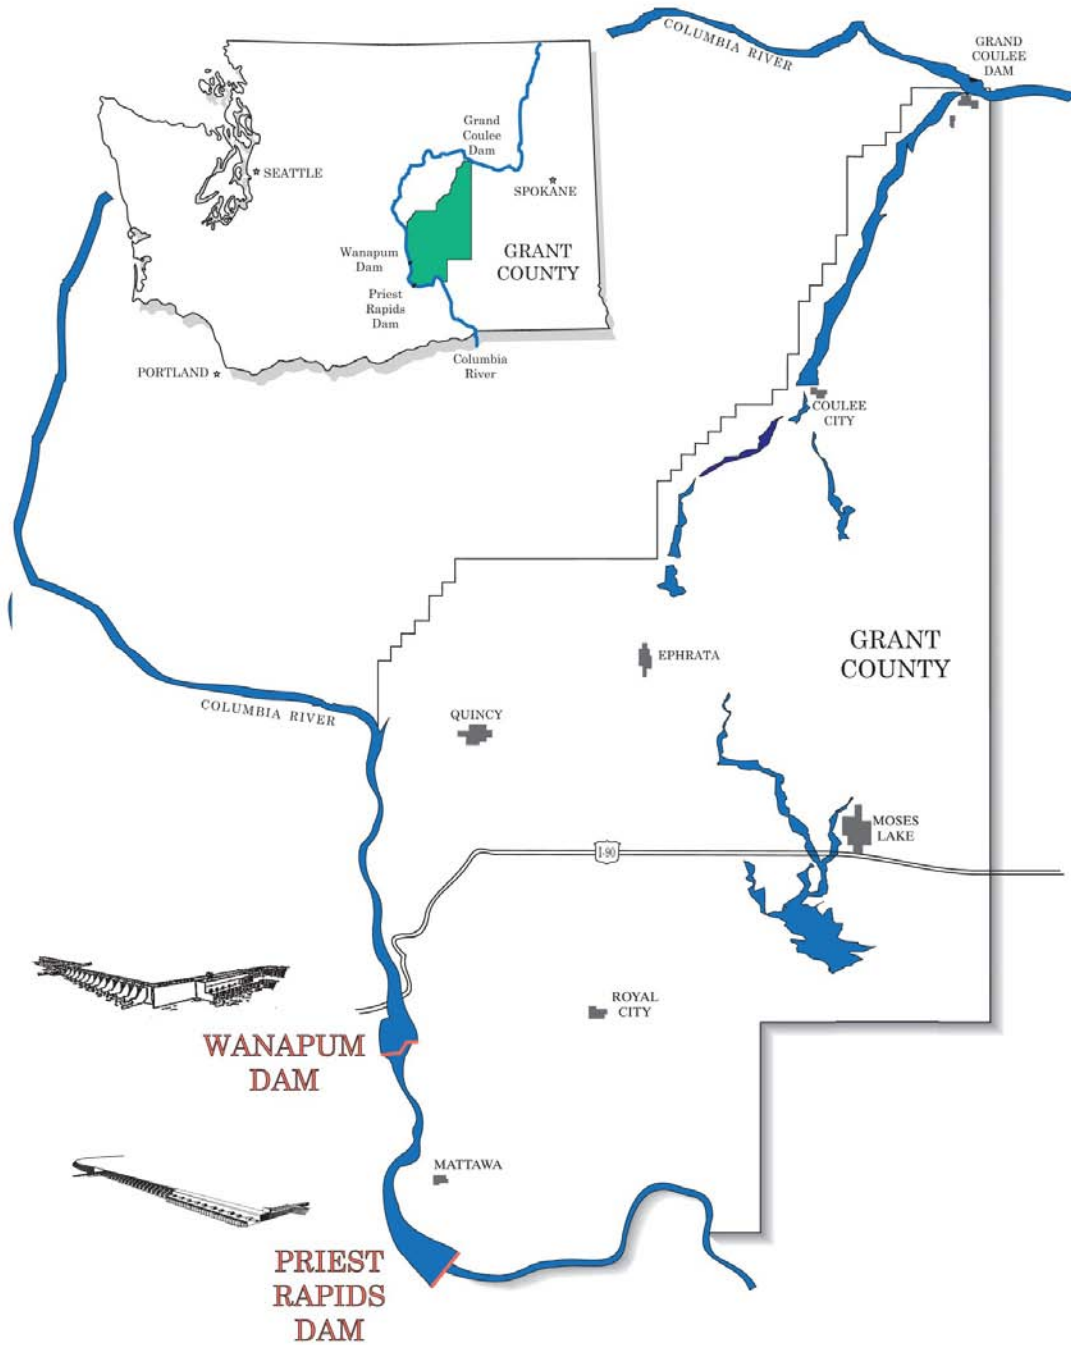 COLUMBIA RIVER
GRAND
COULEE
DAM
Grand
Coulee
Dam
SEATTLE
SPOKANE
Wanapum
Dam
GRANT
COUNTY
Priest
Rapids
Dam
Columbia
River
PORTLAND
COULEE
CITY
GRANT
COUNTY
EPHRATA
COLUMBIA RIVER
QUINCY
MOSES
LAKE
I-90
ROYAL
CITY
WANAPUM
DAM
MATTAWA
PRIEST
RAPIDS
DAM